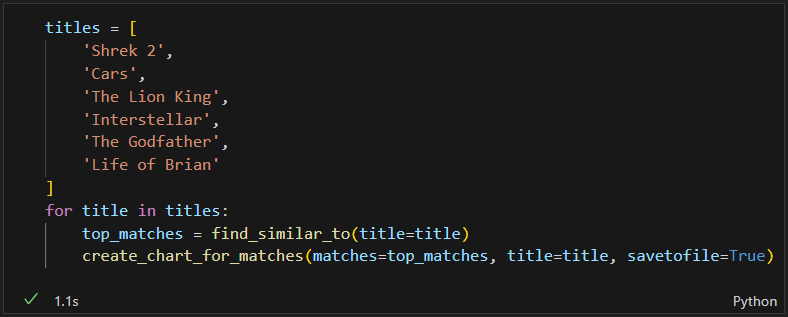 titles = [
    'Shrek 2',
    'Cars',
    'The Lion King',
    'Interstellar',
    'The Godfather',
    'Life of Brian'
]
for title in titles:
    top_matches = find_similar_to(title=title)
    create_chart_for_matches(matches=top_matches, title=title, savetofile=True)
✓ 1.1s Python